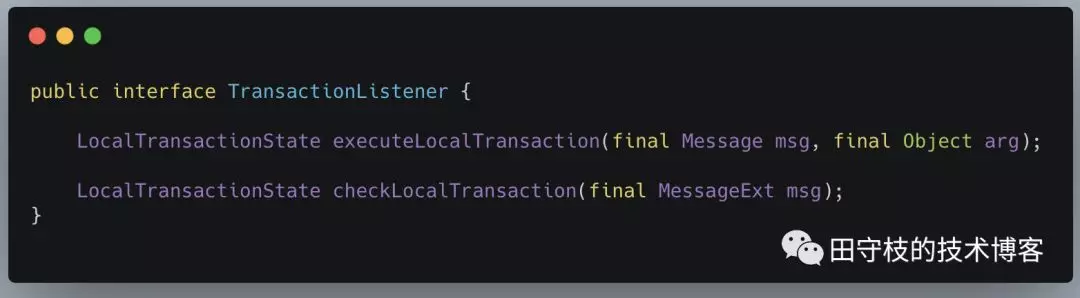 public interface TransactionListener {
LocalTransactionState executeLocalTransaction(final Message msg, final Object arg);
LocalTransactionState checkLocalTransaction(final MessageExt msg);
}
田守枝的技术博客